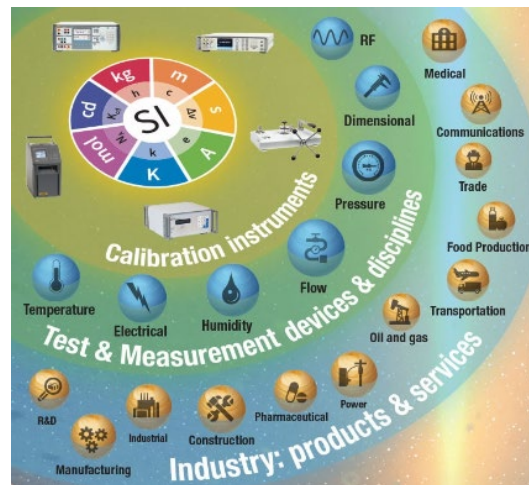 kg
m
s
A
K
mol
cd
h
c
Δν
e
k
SI
Calibration instruments
RF
Dimensional
Pressure
Flow
Humidity
Electrical
Temperature
Test & Measurement devices & disciplines
Medical
Communications
Trade
Food Production
Transportation
Oil and gas
Power
Pharmaceutical
Construction
Industrial
Manufacturing
R&D
Industry: products & services